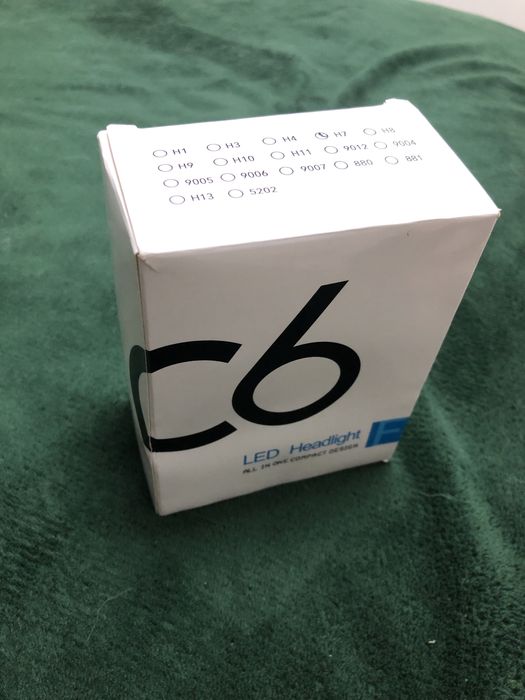 H1 H3 H4 H7 H8
H9 H10 H11 9012 9004
9005 9006 9007 880 881
H13 5202
C6
LED Headlight
ALL IN ONE COMPACT DESIGN
F